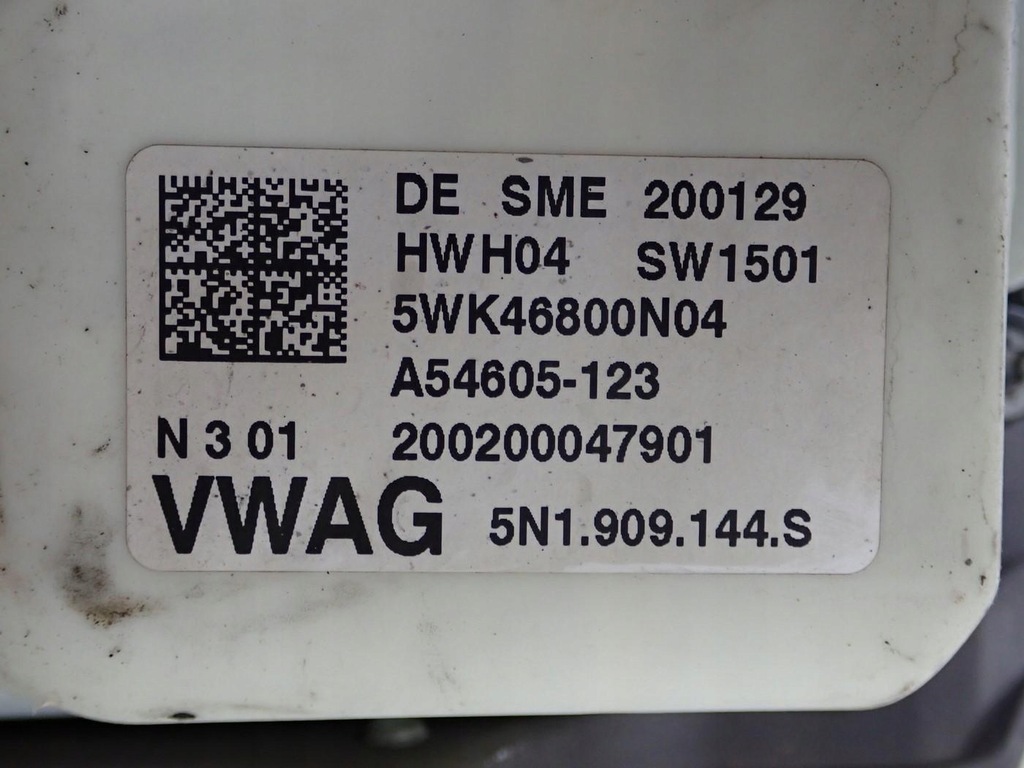 DE SME 200129
HWH04 SW1501
5WK46800N04
A54605-123
N 3 01 200200047901
VWAG 5N1.909.144.S